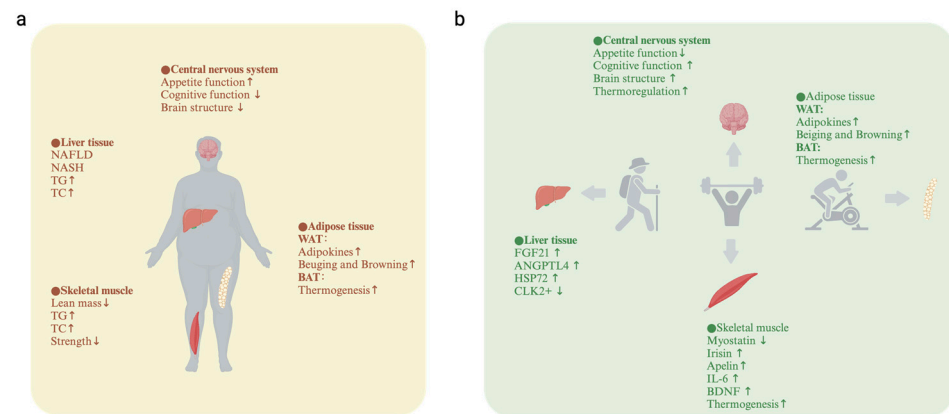 a
●Central nervous system
Appetite function↑
Cognitive function ↓
Brain structure ↓
●Liver tissue
NAFLD
NASH
TG↑
TC↑
●Adipose tissue
WAT:
Adipokines↑
Beuging and Browning↑
BAT:
Thermogenesis↑
●Skeletal muscle
Lean mass↓
TG↑
TC↑
Strength↓
b
●Central nervous system
Appetite function↓
Cognitive function ↑
Brain structure ↑
Thermoregulation↑
●Adipose tissue
WAT:
Adipokines↑
Beiging and Browning↑
BAT:
Thermogenesis↑
●Liver tissue
FGF21 ↑
ANGPTL4 ↑
HSP72 ↑
CLK2+ ↓
●Skeletal muscle
Myostatin ↓
Irisin ↑
Apelin↑
IL-6 ↑
BDNF ↑
Thermogenesis↑